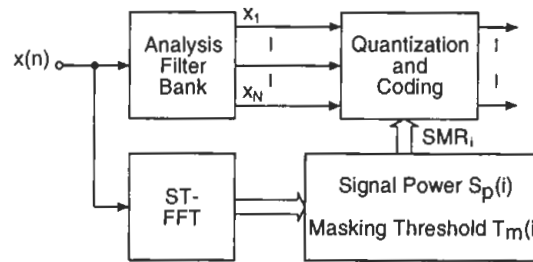 x(n)
Analysis
Filter
Bank
x1
xN
Quantization
and
Coding
SMRi
ST-
FFT
Signal Power Sp(i)
Masking Threshold Tm(i